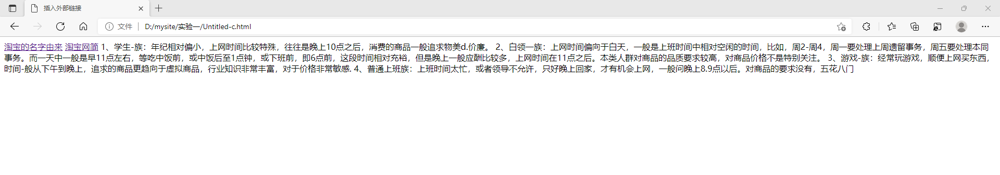 插入外部链接
文件 D:/mysite/实验一/Untitled-c.html
淘宝的名字由来 淘宝网简 1、学生-族：年纪相对偏小，上网时间比较特殊，往往是晚上10点之后，消费的商品一般追求物美d.价廉。 2、白领一族：上网时间偏向于白天，一般是上班时间中相对空闲的时间，比如，周2-周4，周一要处理上周遗留事务，周五要处理本同
事务。而一天中一般是早11点左右，等吃中饭前，或中饭后至1点钟，或下班前，即6点前，这段时间相对充裕，但是晚上一般应酬比较多，上网时间在11点之后。本类人群对商品的品质要求较高，对商品价格不是特别关注。 3、游戏-族：经常玩游戏，顺便上网买东西，
时间-般从下午到晚上，追求的商品更趋向于虚拟商品，行业知识非常丰富，对于价格非常敏感. 4、普通上班族：上班时间太忙，或者领导不允许，只好晚上回家，才有机会上网，一般问晚上8.9点以后。对商品的要求没有，五花八门